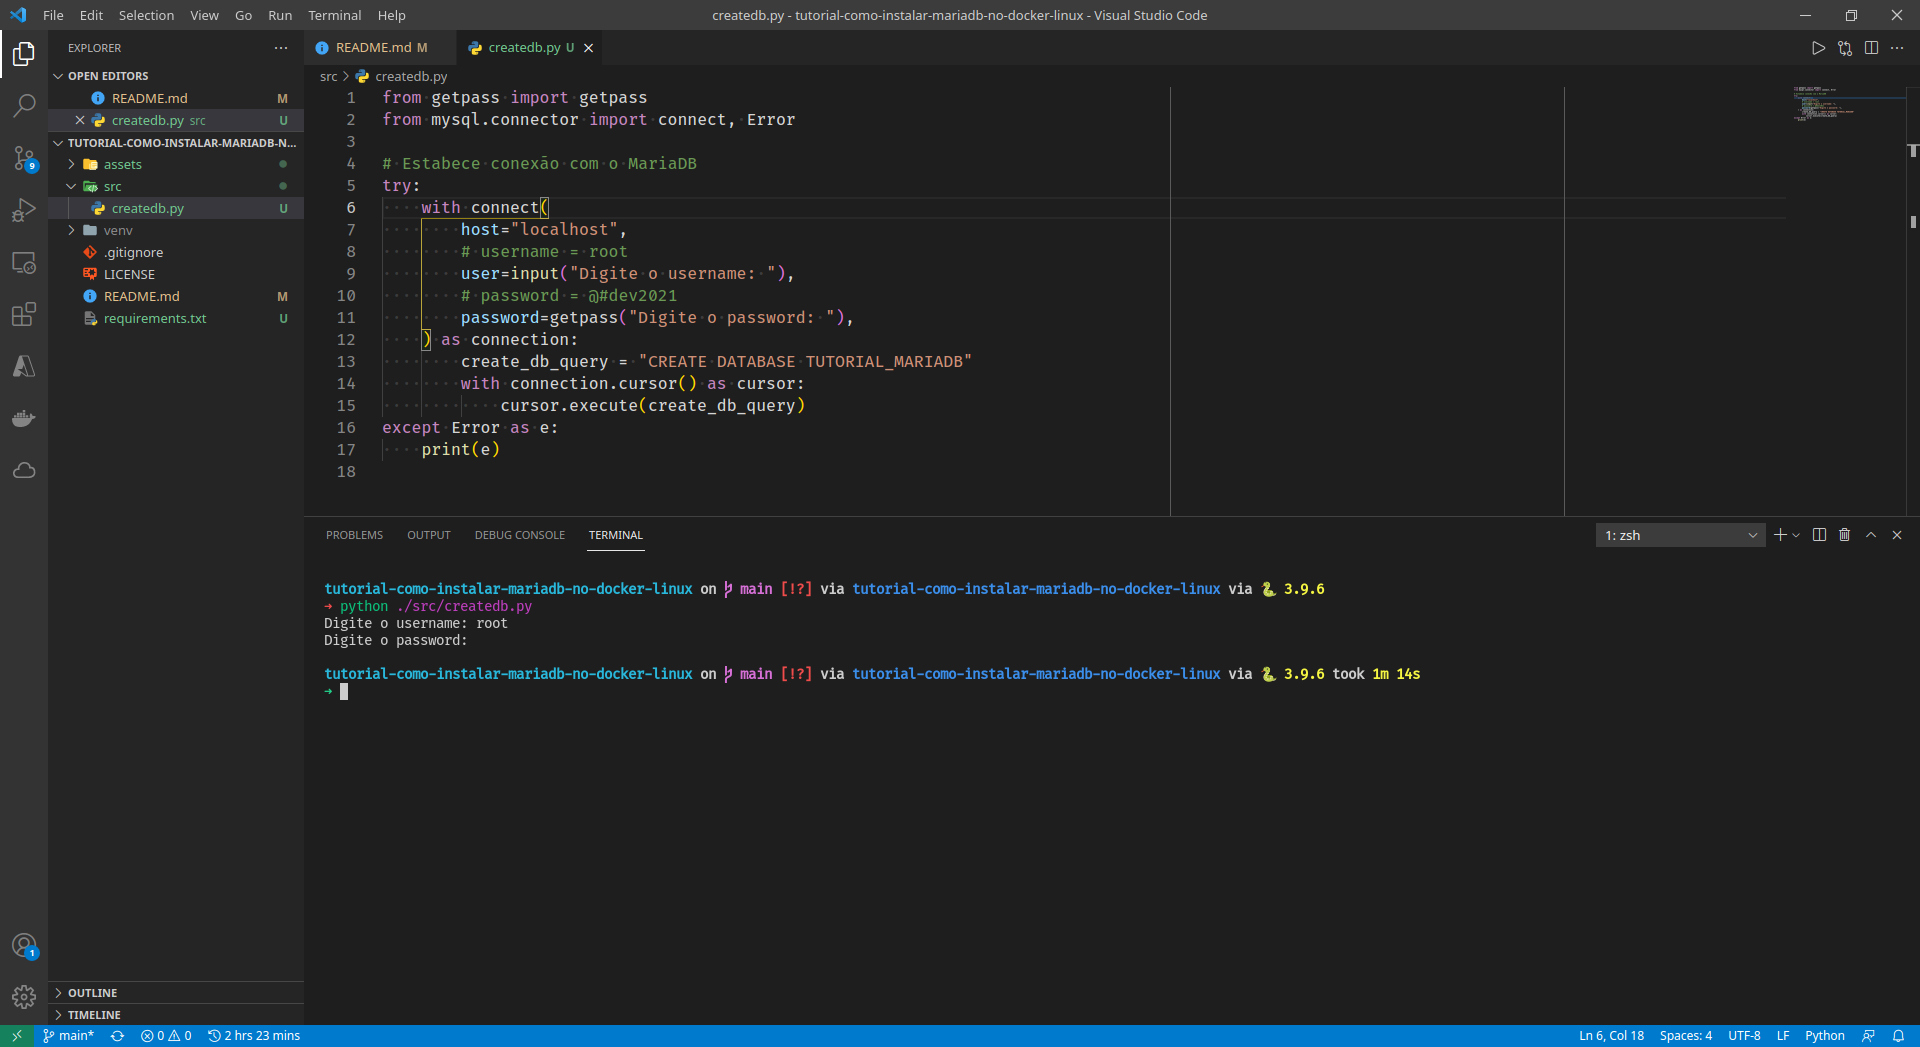 File Edit Selection View Go Run Terminal Help
createdb.py - tutorial-como-instalar-mariadb-no-docker-linux - Visual Studio Code
EXPLORER
OPEN EDITORS
README.md M
createdb.py src U
TUTORIAL-COMO-INSTALAR-MARIADB-N...
assets
src
createdb.py U
venv
.gitignore
LICENSE
README.md M
requirements.txt U
OUTLINE
TIMELINE
9
1
README.md M createdb.py U
src > createdb.py
1 from getpass import getpass
2 from mysql.connector import connect, Error
3
4 # Estabece conexão com o MariaDB
5 try:
6 with connect(
7 host="localhost",
8 # username = root
9 user=input("Digite o username: "),
10 # password = @#dev2021
11 password=getpass("Digite o password: "),
12 ) as connection:
13 create_db_query = "CREATE DATABASE TUTORIAL_MARIADB"
14 with connection.cursor() as cursor:
15 cursor.execute(create_db_query)
16 except Error as e:
17 print(e)
18
PROBLEMS OUTPUT DEBUG CONSOLE TERMINAL
1: zsh
tutorial-como-instalar-mariadb-no-docker-linux on main [!?] via tutorial-como-instalar-mariadb-no-docker-linux via 🐍 3.9.6
➜ python ./src/createdb.py
Digite o username: root
Digite o password:
tutorial-como-instalar-mariadb-no-docker-linux on main [!?] via tutorial-como-instalar-mariadb-no-docker-linux via 🐍 3.9.6 took 1m 14s
➜
main* 0 0 2 hrs 23 mins
Ln 6, Col 18 Spaces: 4 UTF-8 LF Python